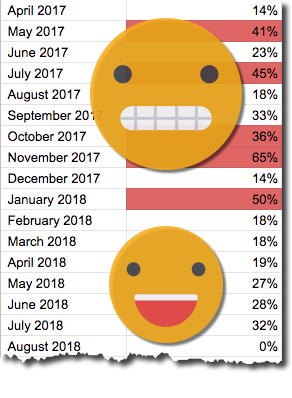 April 2017 14%
May 2017 41%
June 2017 23%
July 2017 45%
August 2017 18%
September 2017 33%
October 2017 36%
November 2017 65%
December 2017 14%
January 2018 50%
February 2018 18%
March 2018 18%
April 2018 19%
May 2018 27%
June 2018 28%
July 2018 32%
August 2018 0%